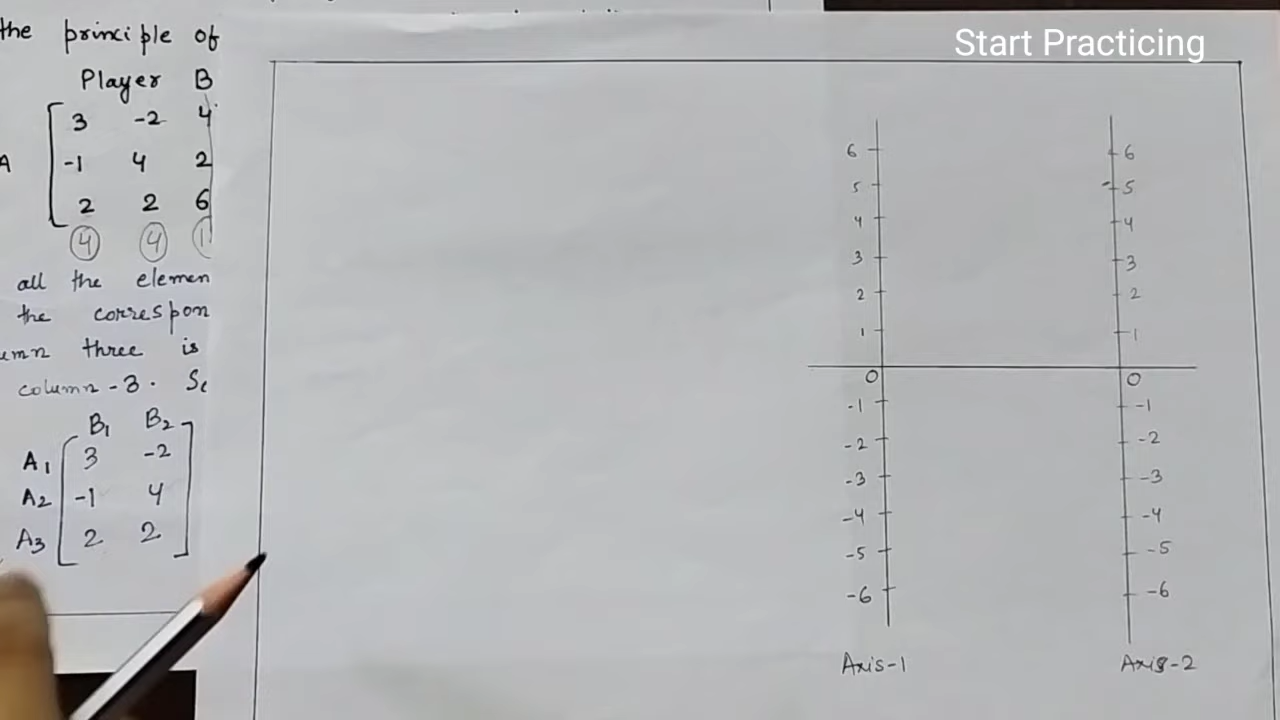 Start Practicing
the principle of
Player B
3 -2 4
A -1 4 2
2 2 6
4 4
all the elemen
the correspon
umn three is
column-3.
B1 B2
A1 3 -2
A2 -1 4
A3 2 2
6 6
5 5
4 4
3 3
2 2
1 1
0 0
-1 -1
-2 -2
-3 -3
-4 -4
-5 -5
-6 -6
Axis-1 Axis-2